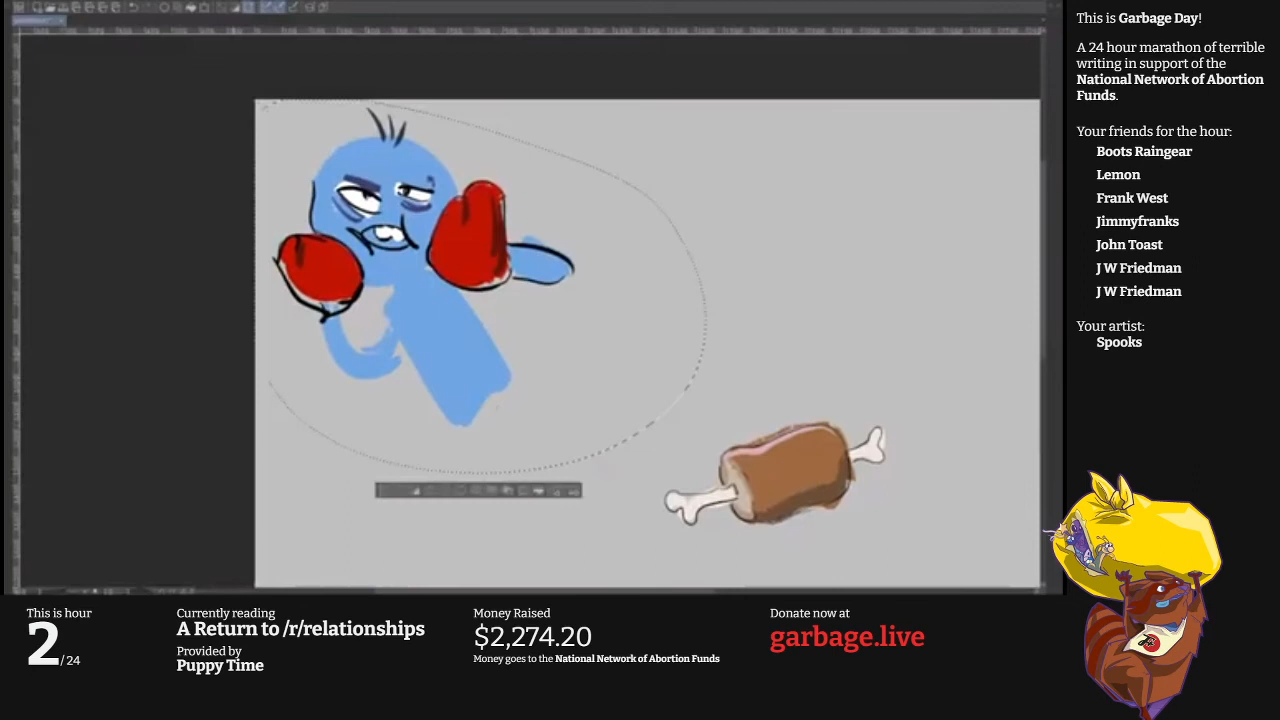 This is Garbage Day!
A 24 hour marathon of terrible
writing in support of the
National Network of Abortion
Funds.
Your friends for the hour:
Boots Raingear
Lemon
Frank West
Jimmyfranks
John Toast
J W Friedman
J W Friedman
Your artist:
Spooks
This is hour
2/24
Currently reading
A Return to /r/relationships
Provided by
Puppy Time
Money Raised
$2,274.20
Money goes to the National Network of Abortion Funds
Donate now at
garbage.live